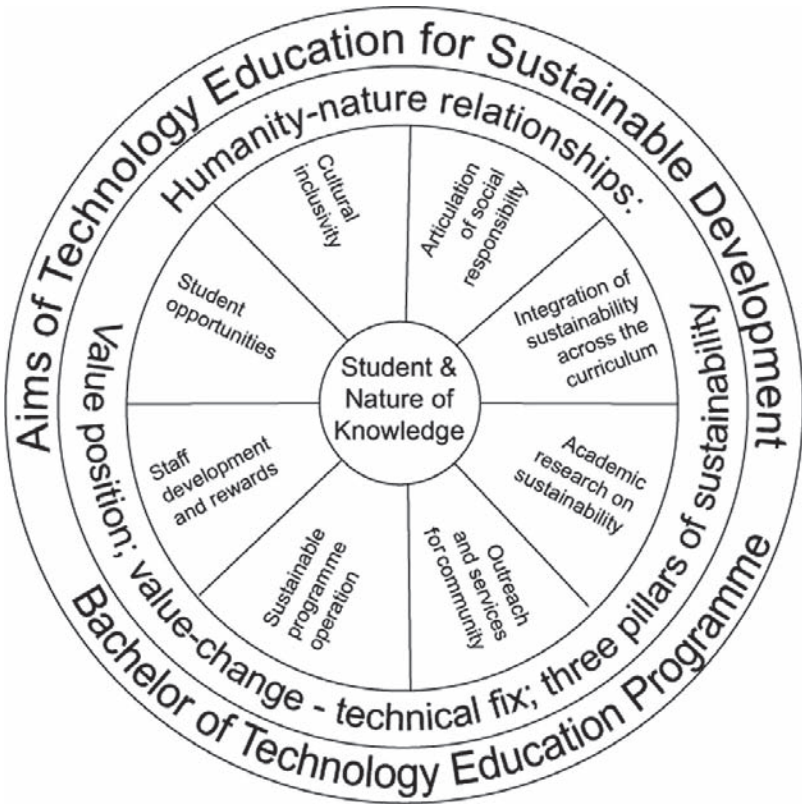 Aims of Technology Education for Sustainable Development
Bachelor of Technology Education Programme
Humanity-nature relationships:
Value position; value-change - technical fix; three pillars of sustainability
Cultural
inclusivity
Articulation
of social
responsibilty
Integration of
sustainability
across the
curriculum
Academic
research on
sustainability
Outreach
and services
for community
Sustainable
programme
operation
Staff
development
and rewards
Student
opportunities
Student &
Nature of
Knowledge